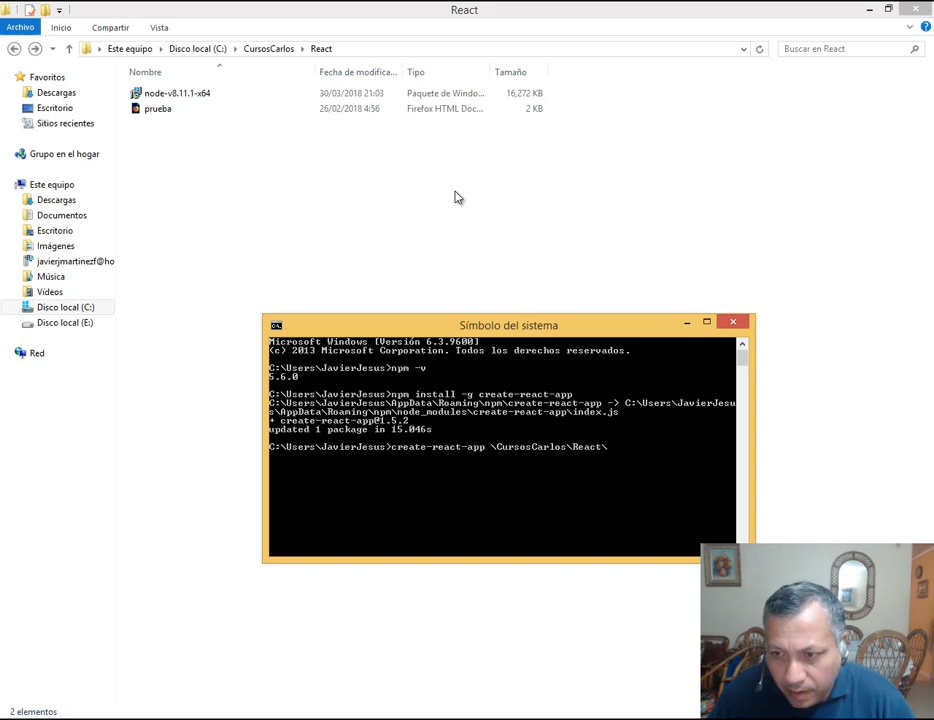 React
Archivo Inicio Compartir Vista
Este equipo Disco local (C:) CursosCarlos React
Buscar en React
Nombre Fecha de modifica... Tipo Tamaño
node-v8.11.1-x64 30/03/2018 21:03 Paquete de Windo... 16,272 KB
prueba 26/02/2018 4:56 Firefox HTML Doc... 2 KB
Favoritos
Descargas
Escritorio
Sitios recientes
Grupo en el hogar
Este equipo
Descargas
Documentos
Escritorio
Imágenes
javierjmartinezf@ho
Música
Vídeos
Disco local (C:)
Disco local (E:)
Red
Símbolo del sistema
Microsoft Windows [Versión 6.3.9600]
(c) 2013 Microsoft Corporation. Todos los derechos reservados.
C:\Users\JavierJesus>npm -v
5.6.0
C:\Users\JavierJesus>npm install -g create-react-app
C:\Users\JavierJesus\AppData\Roaming\npm\create-react-app -> C:\Users\JavierJesu
s\AppData\Roaming\npm\node_modules\create-react-app\index.js
+ create-react-app@1.5.2
updated 1 package in 15.046s
C:\Users\JavierJesus>create-react-app \CursosCarlos\React\
2 elementos